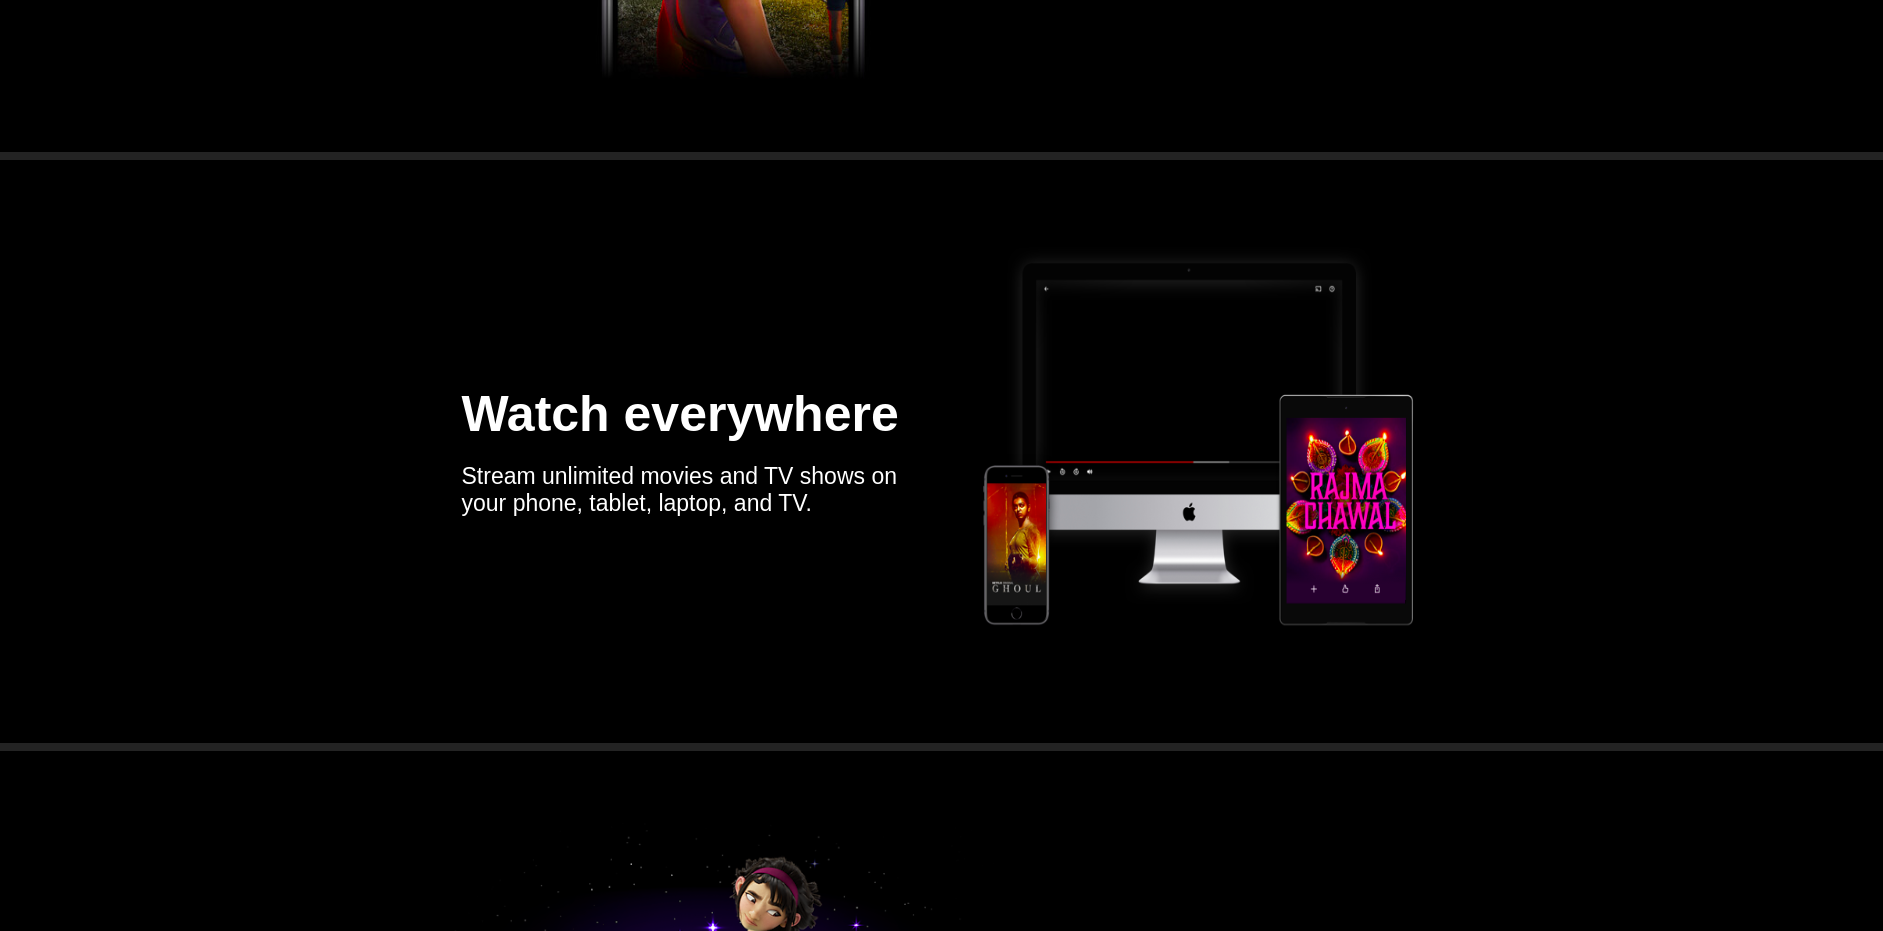 Watch everywhere
Stream unlimited movies and TV shows on
your phone, tablet, laptop, and TV.
RAJMA
CHAWAL
GHOUL